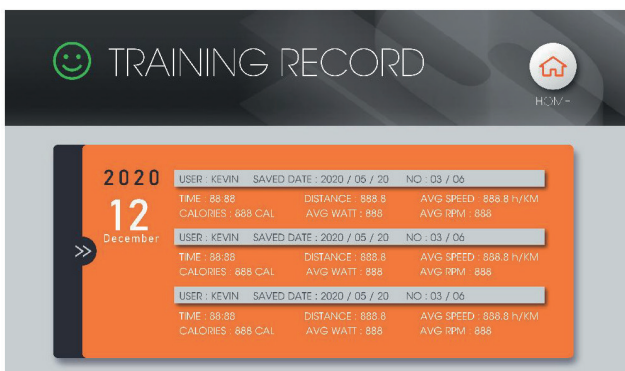 TRAINING RECORD
HOME
2020
12
December
USER : KEVIN SAVED DATE : 2020 / 05 / 20 NO : 03 / 06
TIME : 88:88 DISTANCE : 888.8 AVG SPEED : 888.8 h/KM
CALORIES : 888 CAL AVG WATT : 888 AVG RPM : 888
USER : KEVIN SAVED DATE : 2020 / 05 / 20 NO : 03 / 06
TIME : 88:88 DISTANCE : 888.8 AVG SPEED : 888.8 h/KM
CALORIES : 888 CAL AVG WATT : 888 AVG RPM : 888
USER : KEVIN SAVED DATE : 2020 / 05 / 20 NO : 03 / 06
TIME : 88:88 DISTANCE : 888.8 AVG SPEED : 888.8 h/KM
CALORIES : 888 CAL AVG WATT : 888 AVG RPM : 888